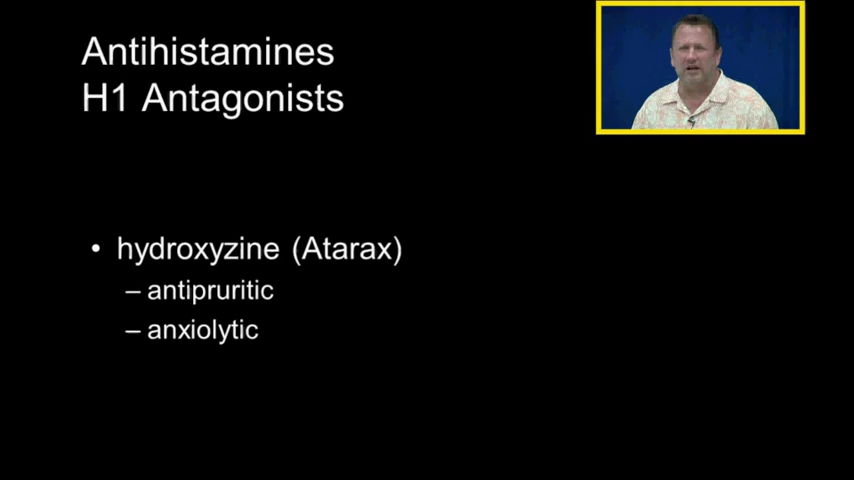 Antihistamines
H1 Antagonists
• hydroxyzine (Atarax)
– antipruritic
– anxiolytic